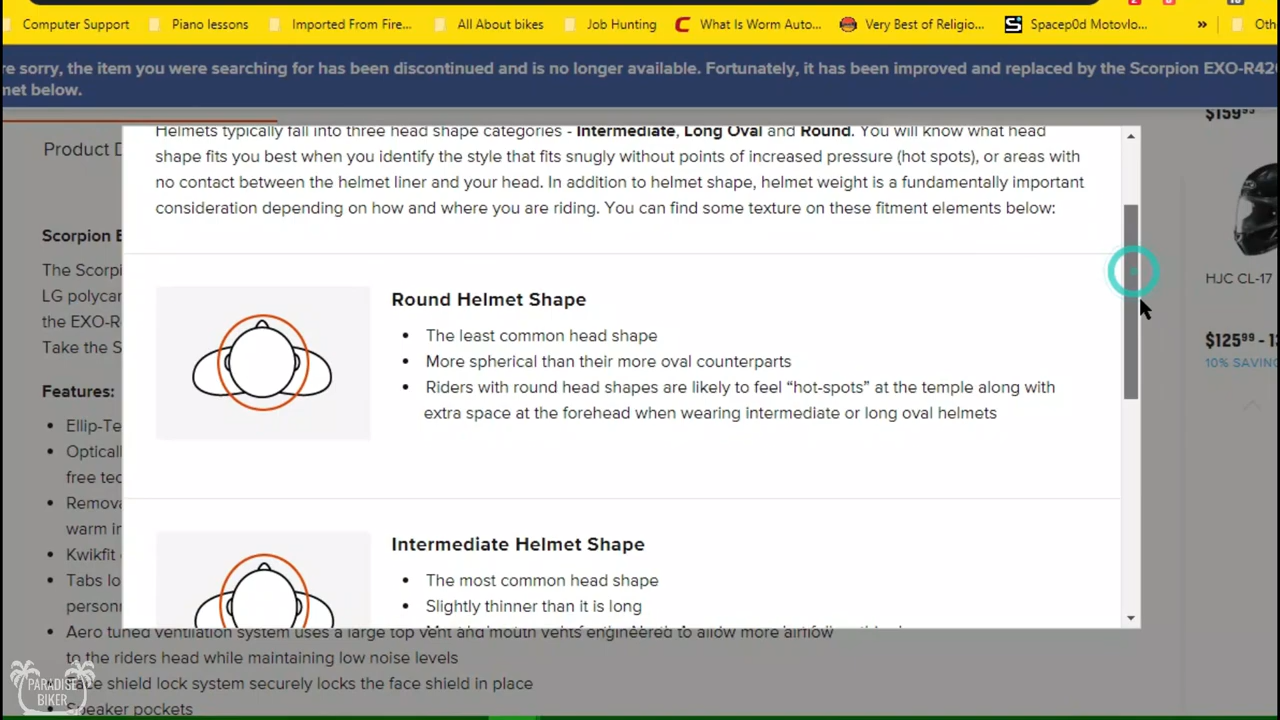 Computer Support
Piano lessons
Imported From Fire...
All About bikes
Job Hunting
What Is Worm Auto...
Very Best of Religio...
Spacep0d Motovlo...
»
Oth
re sorry, the item you were searching for has been discontinued and is no longer available. Fortunately, it has been improved and replaced by the Scorpion EXO-R42
met below.
Product D
Helmets typically fall into three head shape categories - Intermediate, Long Oval and Round. You will know what head
shape fits you best when you identify the style that fits snugly without points of increased pressure (hot spots), or areas with
no contact between the helmet liner and your head. In addition to helmet shape, helmet weight is a fundamentally important
consideration depending on how and where you are riding. You can find some texture on these fitment elements below:
Round Helmet Shape
• The least common head shape
• More spherical than their more oval counterparts
• Riders with round head shapes are likely to feel “hot-spots” at the temple along with
extra space at the forehead when wearing intermediate or long oval helmets
Intermediate Helmet Shape
• The most common head shape
• Slightly thinner than it is long
Scorpion E
The Scorpi
LG polycar
the EXO-R
Take the S
Features:
• Ellip-Te
• Optically
free tec
• Remova
warm in
• Kwikfit
• Tabs lo
person
• Aero tuned ventilation system uses a large top vent and mouth vents engineered to allow more airflow
to the riders head while maintaining low noise levels
• Face shield lock system securely locks the face shield in place
• Speaker pockets
$159
HJC CL-17
$125⁹⁹ - 1
10% SAVING
PARADISE
BIKER